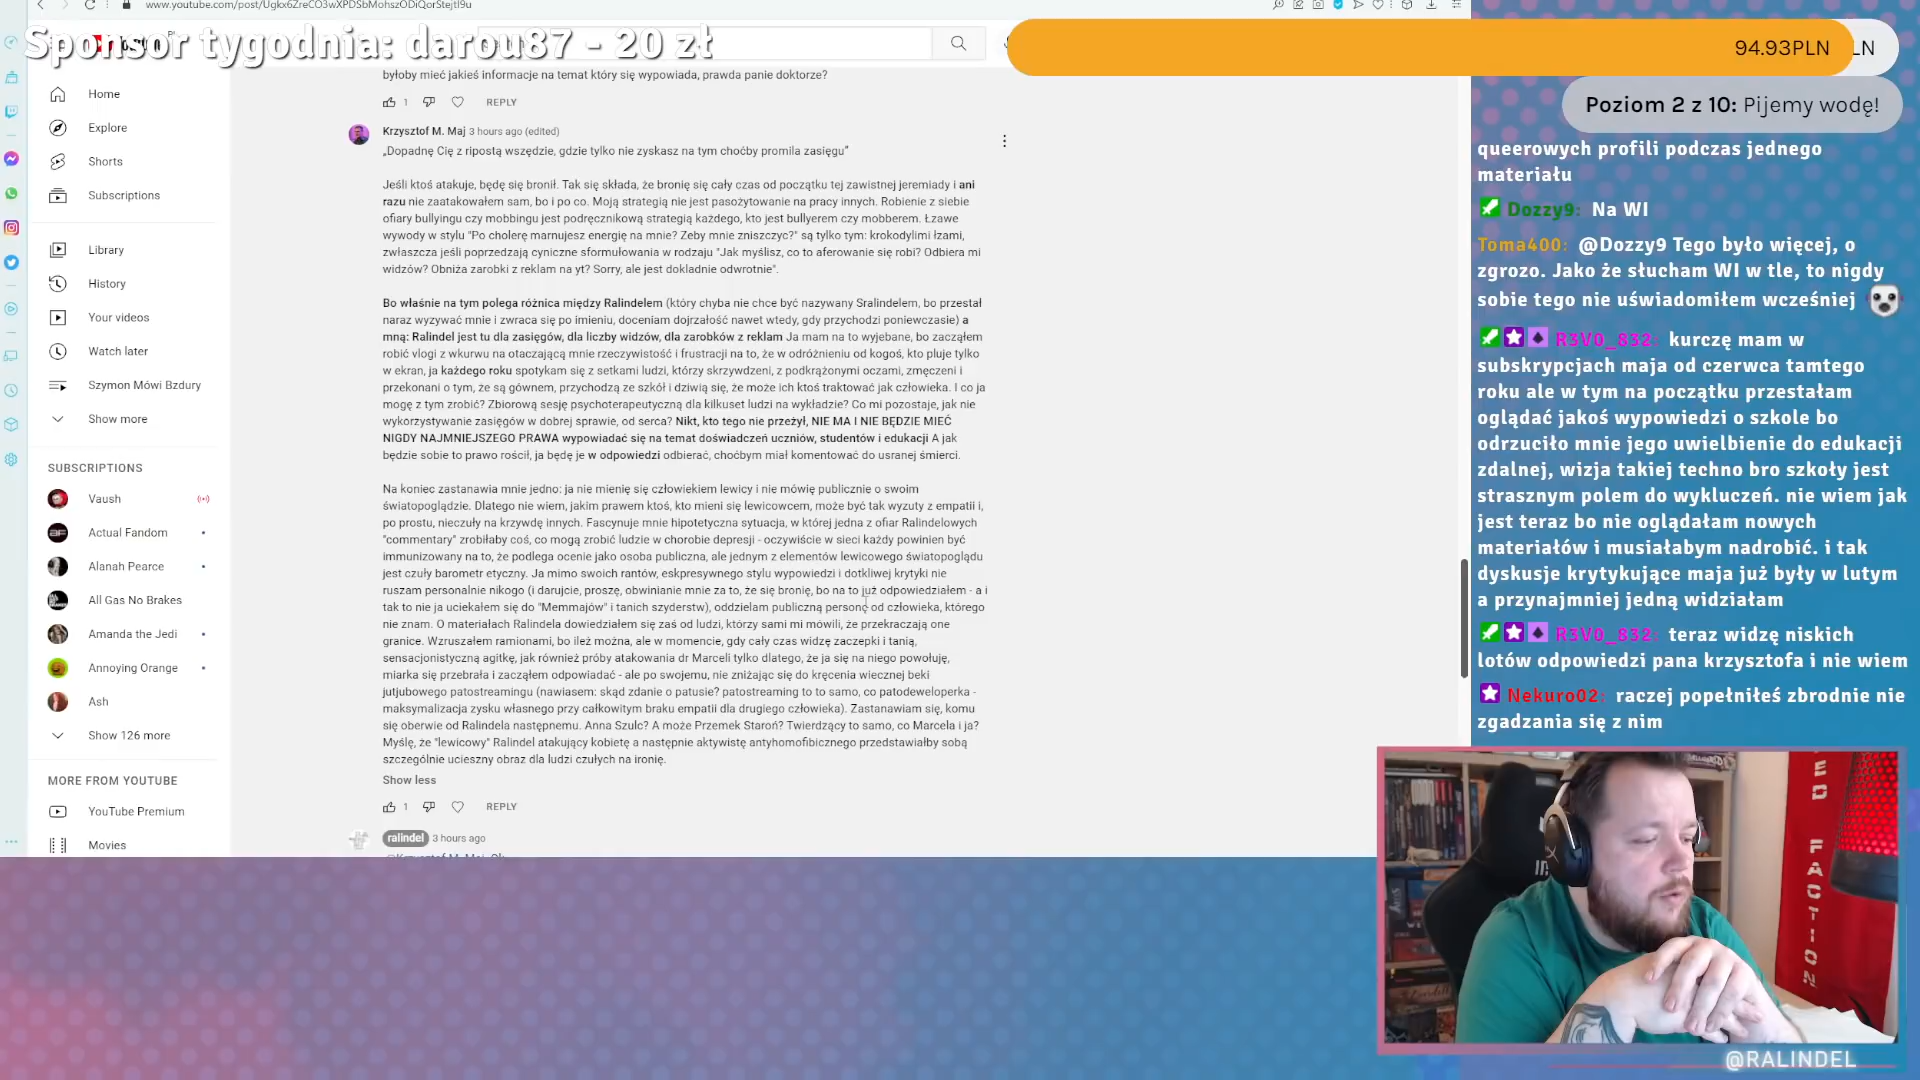 www.youtube.com/post/Ugkx6ZreCO3wXPDSbMohszODiQorStejtI9u
Sponsor tygodnia: darou87 - 20 zł
94.93PLN
LN
Poziom 2 z 10: Pijemy wodę!
Home
Explore
Shorts
Subscriptions
Library
History
Your videos
Watch later
Szymon Mówi Bzdury
Show more
SUBSCRIPTIONS
Vaush
Actual Fandom
Alanah Pearce
All Gas No Brakes
Amanda the Jedi
Annoying Orange
Ash
Show 126 more
MORE FROM YOUTUBE
YouTube Premium
Movies
byłoby mieć jakieś informacje na temat który się wypowiada, prawda panie doktorze?
1 REPLY
Krzysztof M. Maj 3 hours ago (edited)
„Dopadnę Cię z ripostą wszędzie, gdzie tylko nie zyskasz na tym choćby promila zasięgu”
Jeśli ktoś atakuje, będę się bronił. Tak się składa, że bronię się cały czas od początku tej zawistnej jeremiady i ani
razu nie zaatakowałem sam, bo i po co. Moją strategią nie jest pasożytowanie na pracy innych. Robienie z siebie
ofiary bullyingu czy mobbingu jest podręcznikową strategią każdego, kto jest bullyerem czy mobberem. Łzawe
wywody w stylu "Po cholerę marnujesz energię na mnie? Zeby mnie zniszczyc?" są tylko tym: krokodylimi łzami,
zwłaszcza jeśli poprzedzają cyniczne sformułowania w rodzaju "Jak myślisz, co to aferowanie się robi? Odbiera mi
widzów? Obniża zarobki z reklam na yt? Sorry, ale jest dokladnie odwrotnie".
Bo właśnie na tym polega różnica między Ralindelem (który chyba nie chce być nazywany Sralindelem, bo przestał
naraz wyzywać mnie i zwraca się po imieniu, doceniam dojrzałość nawet wtedy, gdy przychodzi poniewczasie) a
mną: Ralindel jest tu dla zasięgów, dla liczby widzów, dla zarobków z reklam Ja mam na to wyjebane, bo zacząłem
robić vlogi z wkurwu na otaczającą mnie rzeczywistość i frustracji na to, że w odróżnieniu od kogoś, kto pluje tylko
w ekran, ja każdego roku spotykam się z setkami ludzi, którzy skrzywdzeni, z podkrążonymi oczami, zmęczeni i
przekonani o tym, że są gównem, przychodzą ze szkół i dziwią się, że może ich ktoś traktować jak człowieka. I co ja
mogę z tym zrobić? Zbiorową sesję psychoterapeutyczną dla kilkuset ludzi na wykładzie? Co mi pozostaje, jak nie
wykorzystywanie zasięgów w dobrej sprawie, od serca? Nikt, kto tego nie przeżył, NIE MA I NIE BĘDZIE MIEĆ
NIGDY NAJMNIEJSZEGO PRAWA wypowiadać się na temat doświadczeń uczniów, studentów i edukacji A jak
będzie sobie to prawo rościł, ja będę je w odpowiedzi odbierać, choćbym miał komentować do usranej śmierci.
Na koniec zastanawia mnie jedno: ja nie mienię się człowiekiem lewicy i nie mówię publicznie o swoim
światopoglądzie. Dlatego nie wiem, jakim prawem ktoś, kto mieni się lewicowcem, może być tak wyzuty z empatii i,
po prostu, nieczuły na krzywdę innych. Fascynuje mnie hipotetyczna sytuacja, w której jedna z ofiar Ralindelowych
"commentary" zrobiłaby coś, co mogą zrobić ludzie w chorobie depresji - oczywiście w sieci każdy powinien być
immunizowany na to, że podlega ocenie jako osoba publiczna, ale jednym z elementów lewicowego światopoglądu
jest czuły barometr etyczny. Ja mimo swoich rantów, eskpresywnego stylu wypowiedzi i dotkliwej krytyki nie
ruszam personalnie nikogo (i darujcie, proszę, obwinianie mnie za to, że się bronię, bo na to już odpowiedziałem - a i
tak to nie ja uciekałem się do "Memmajów" i tanich szyderstw), oddzielam publiczną personę od człowieka, którego
nie znam. O materiałach Ralindela dowiedziałem się zaś od ludzi, którzy sami mi mówili, że przekraczają one
granice. Wzruszałem ramionami, bo ileż można, ale w momencie, gdy cały czas widzę zaczepki i tanią,
sensacjonistyczną agitkę, jak również próby atakowania dr Marceli tylko dlatego, że ja się na niego powołuję,
miarka się przebrała i zacząłem odpowiadać - ale po swojemu, nie zniżając się do kręcenia wiecznej beki
jutjubowego patostreamingu (nawiasem: skąd zdanie o patusie? patostreaming to to samo, co patodeweloperka -
maksymalizacja zysku własnego przy całkowitym braku empatii dla drugiego człowieka). Zastanawiam się, komu
się oberwie od Ralindela następnemu. Anna Szulc? A może Przemek Staroń? Twierdzący to samo, co Marcela i ja?
Myślę, że "lewicowy" Ralindel atakujący kobietę a następnie aktywistę antyhomofibicznego przedstawiałby sobą
szczególnie ucieszny obraz dla ludzi czułych na ironię.
Show less
1 REPLY
ralindel 3 hours ago
@Krzysztof M. Maj Ok
queerowych profili podczas jednego
materiału
Dozzy9: Na WI
Toma400: @Dozzy9 Tego było więcej, o
zgrozo. Jako że słucham WI w tle, to nigdy
sobie tego nie uświadomiłem wcześniej
R3V0_832: kurczę mam w
subskrypcjach maja od czerwca tamtego
roku ale w tym na początku przestałam
oglądać jakoś wypowiedzi o szkole bo
odrzuciło mnie jego uwielbienie do edukacji
zdalnej, wizja takiej techno bro szkoły jest
strasznym polem do wykluczeń. nie wiem jak
jest teraz bo nie oglądałam nowych
materiałów i musiałabym nadrobić. i tak
dyskusje krytykujące maja już były w lutym
a przynajmniej jedną widziałam
R3V0_832: teraz widzę niskich
lotów odpowiedzi pana krzysztofa i nie wiem
Nekuro02: raczej popełniłeś zbrodnie nie
zgadzania się z nim
ED
FACTION
@RALINDEL